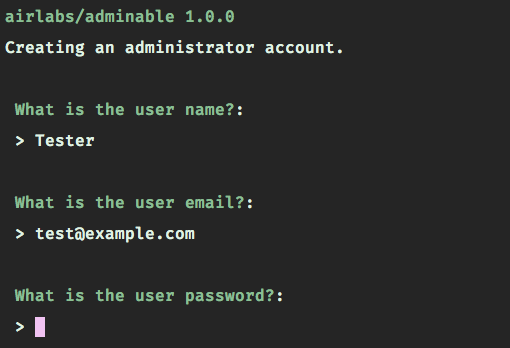 airlabs/adminable 1.0.0
Creating an administrator account.
What is the user name?:
> Tester
What is the user email?:
> test@example.com
What is the user password?:
>